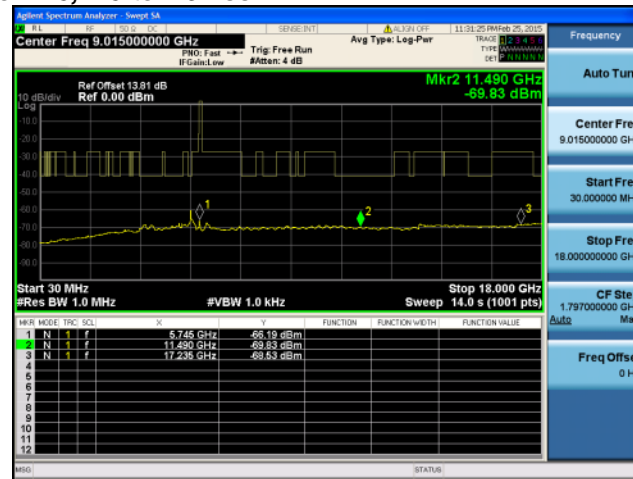 Agilent Spectrum Analyzer - Swept SA
RL RF 50 Ω DC SENSE:INT ALIGN OFF 11:31:25 PM Feb 25, 2015
Center Freq 9.015000000 GHz
PNO: Fast
IFGain:Low
Trig: Free Run
#Atten: 4 dB
Avg Type: Log-Pwr
TRACE 1 2 3 4 5 6
TYPE
DET P N N N N N
Ref Offset 13.81 dB
10 dB/div Ref 0.00 dBm
Log
Mkr2 11.490 GHz
-69.83 dBm
-10.0
-20.0
-30.0
-40.0
-50.0
-60.0
-70.0
-80.0
-90.0
1
2
3
Start 30 MHz Stop 18.000 GHz
#Res BW 1.0 MHz #VBW 1.0 kHz Sweep 14.0 s (1001 pts)
MKR MODE TRC SCL X Y FUNCTION FUNCTION WIDTH FUNCTION VALUE
1 N 1 f 5.745 GHz -66.19 dBm
2 N 1 f 11.490 GHz -69.83 dBm
3 N 1 f 17.235 GHz -68.53 dBm
4
5
6
7
8
9
10
11
12
MSG STATUS
Frequency
Auto Tun
Center Fre
9.015000000 GH
Start Fre
30.000000 MH
Stop Fre
18.000000000 GH
CF Ste
1.797000000 GH
Auto Ma
Freq Offse
0 H